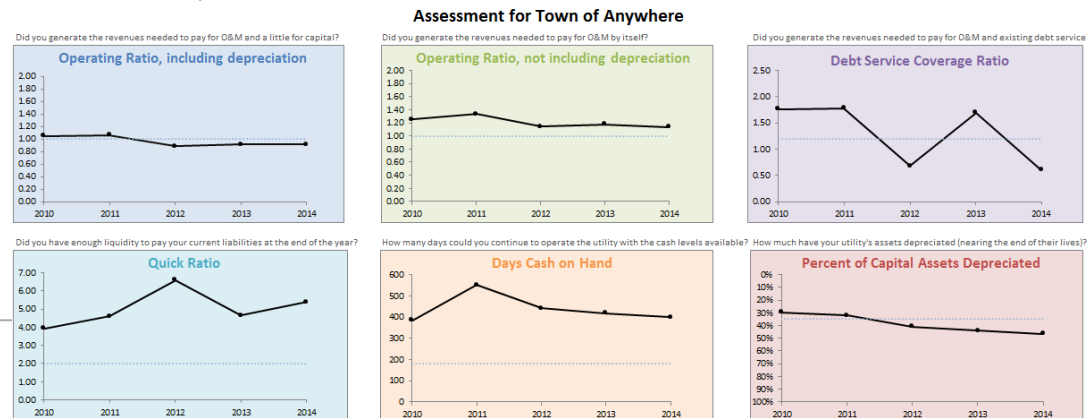 Assessment for Town of Anywhere
Did you generate the revenues needed to pay for O&M and a little for capital?
Operating Ratio, including depreciation
2.00
1.80
1.60
1.40
1.20
1.00
0.80
0.60
0.40
0.20
0.00
2010 2011 2012 2013 2014
Did you generate the revenues needed to pay for O&M by itself?
Operating Ratio, not including depreciation
2.00
1.80
1.60
1.40
1.20
1.00
0.80
0.60
0.40
0.20
0.00
2010 2011 2012 2013 2014
Did you generate the revenues needed to pay for O&M and existing debt service
Debt Service Coverage Ratio
2.50
2.00
1.50
1.00
0.50
0.00
2010 2011 2012 2013 2014
Did you have enough liquidity to pay your current liabilities at the end of the year?
Quick Ratio
7.00
6.00
5.00
4.00
3.00
2.00
1.00
0.00
2010 2011 2012 2013 2014
How many days could you continue to operate the utility with the cash levels available?
Days Cash on Hand
600
500
400
300
200
100
0
2010 2011 2012 2013 2014
How much have your utility's assets depreciated (nearing the end of their lives)?
Percent of Capital Assets Depreciated
0%
10%
20%
30%
40%
50%
60%
70%
80%
90%
100%
2010 2011 2012 2013 2014